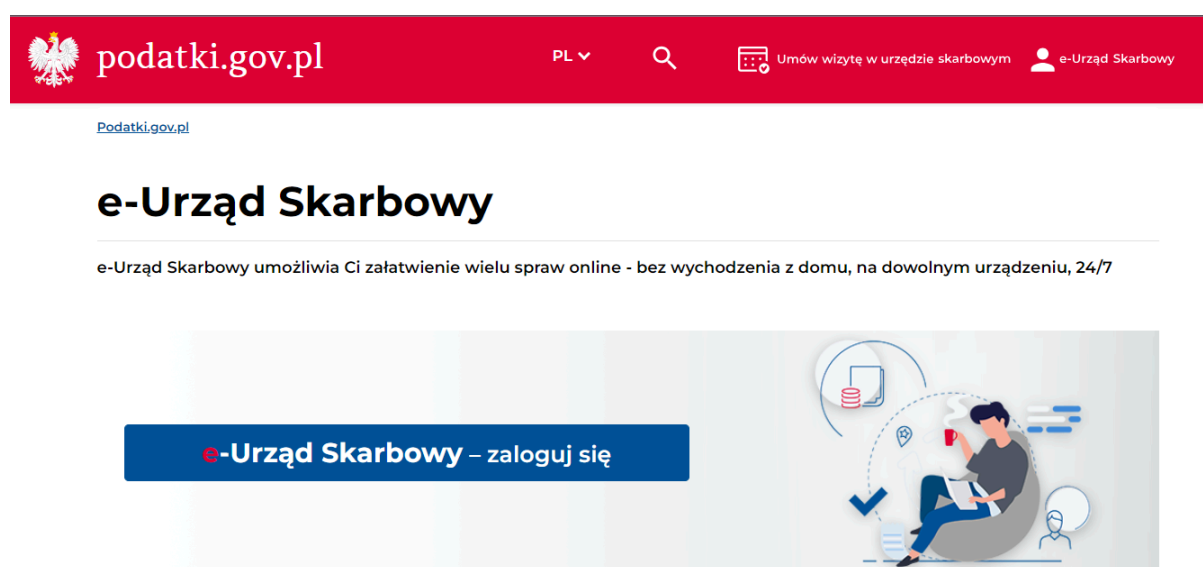 podatki.gov.pl
PL
Umów wizytę w urzędzie skarbowym
e-Urząd Skarbowy
Podatki.gov.pl
e-Urząd Skarbowy
e-Urząd Skarbowy umożliwia Ci załatwienie wielu spraw online - bez wychodzenia z domu, na dowolnym urządzeniu, 24/7
e-Urząd Skarbowy – zaloguj się